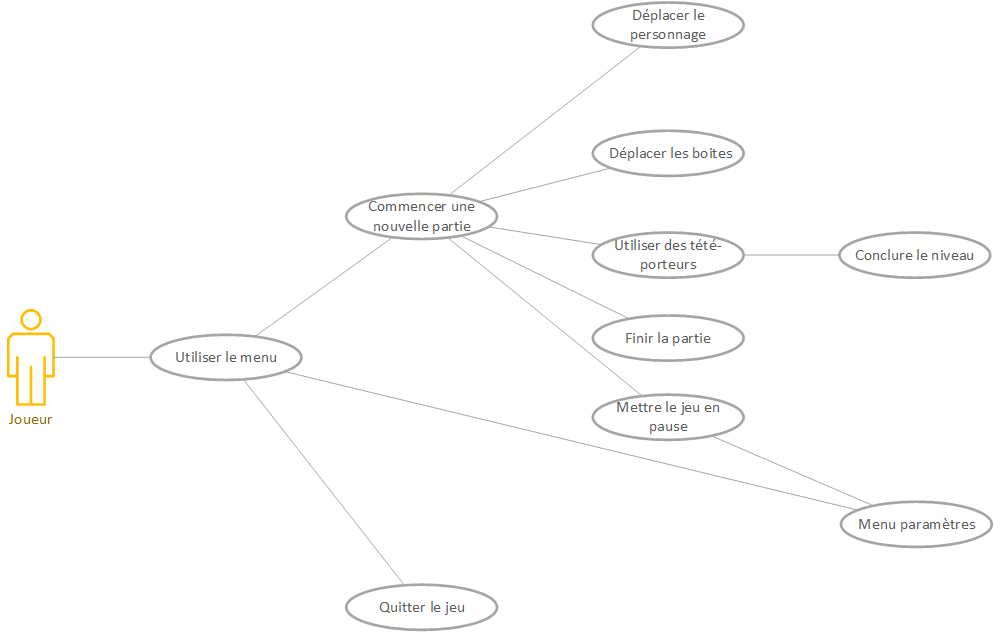 Déplacer le
personnage
Déplacer les boites
Commencer une
nouvelle partie
Utiliser des tété-
porteurs
Conclure le niveau
Finir la partie
Utiliser le menu
Mettre le jeu en
pause
Joueur
Menu paramètres
Quitter le jeu